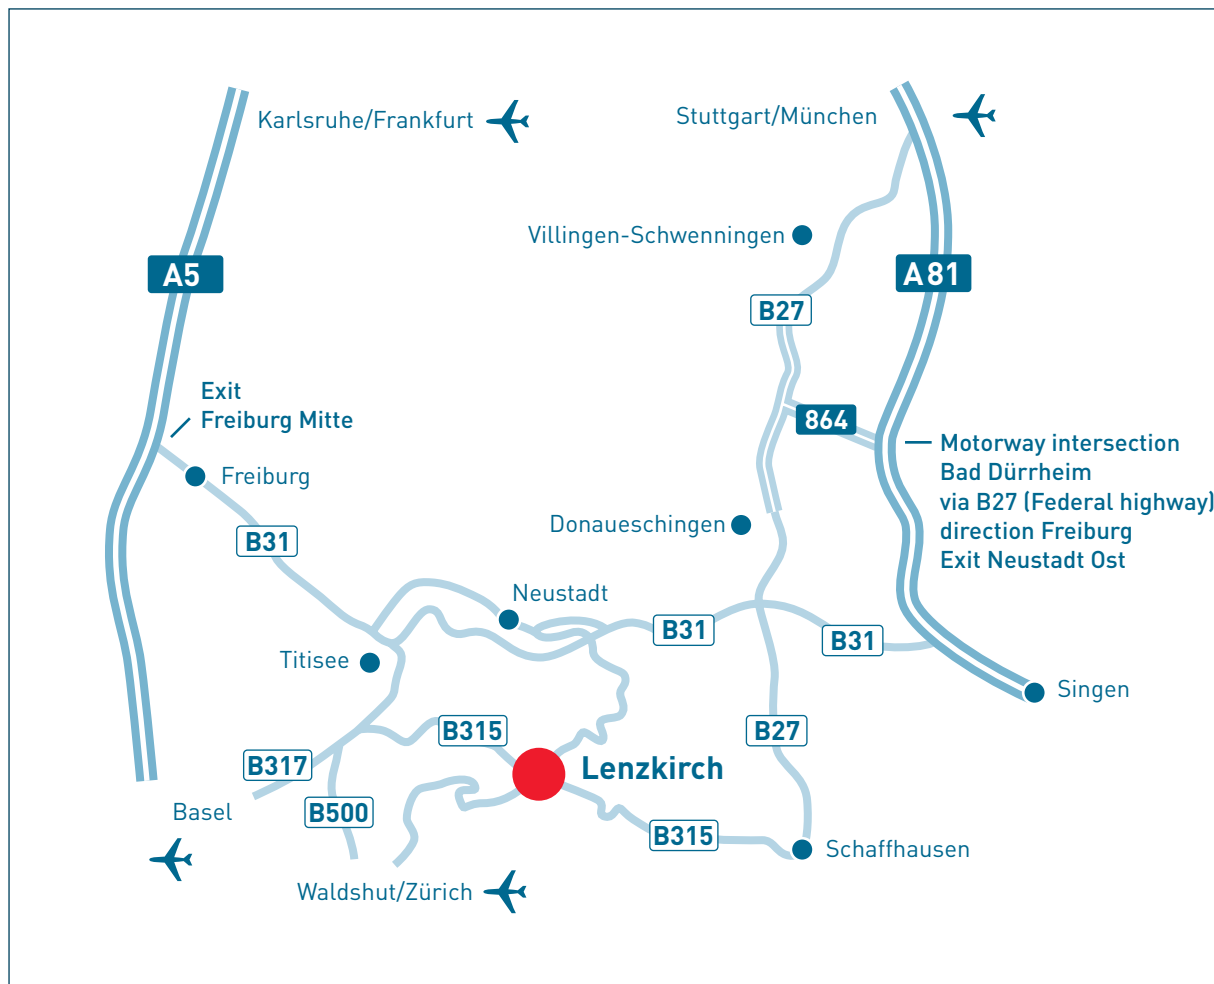 Karlsruhe/Frankfurt
Stuttgart/München
Villingen-Schwenningen
A5
A81
B27
Exit
Freiburg Mitte
864
Motorway intersection
Bad Dürrheim
via B27 (Federal highway)
direction Freiburg
Exit Neustadt Ost
Freiburg
Donaueschingen
B31
Neustadt
B31
B31
Titisee
Singen
B315
B27
B317
Lenzkirch
Basel
B500
B315
Schaffhausen
Waldshut/Zürich